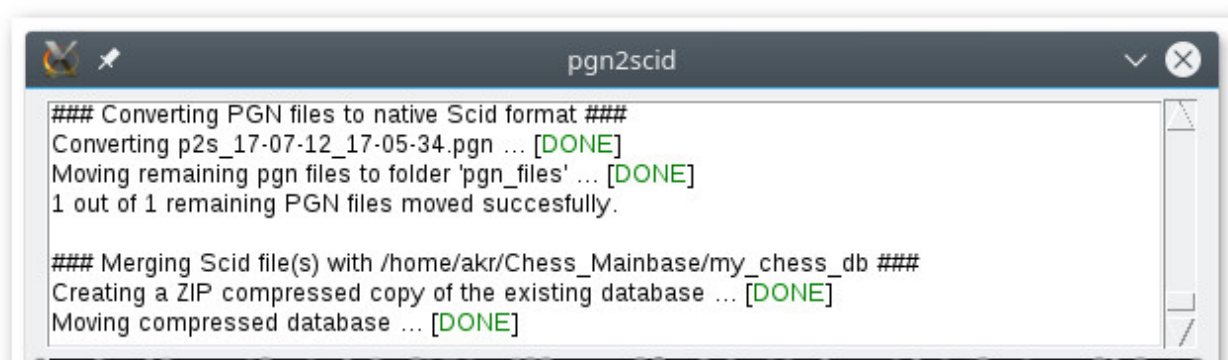 pgn2scid
### Converting PGN files to native Scid format ###
Converting p2s_17-07-12_17-05-34.pgn ... [DONE]
Moving remaining pgn files to folder 'pgn_files' ... [DONE]
1 out of 1 remaining PGN files moved succesfully.
### Merging Scid file(s) with /home/akr/Chess_Mainbase/my_chess_db ###
Creating a ZIP compressed copy of the existing database ... [DONE]
Moving compressed database ... [DONE]